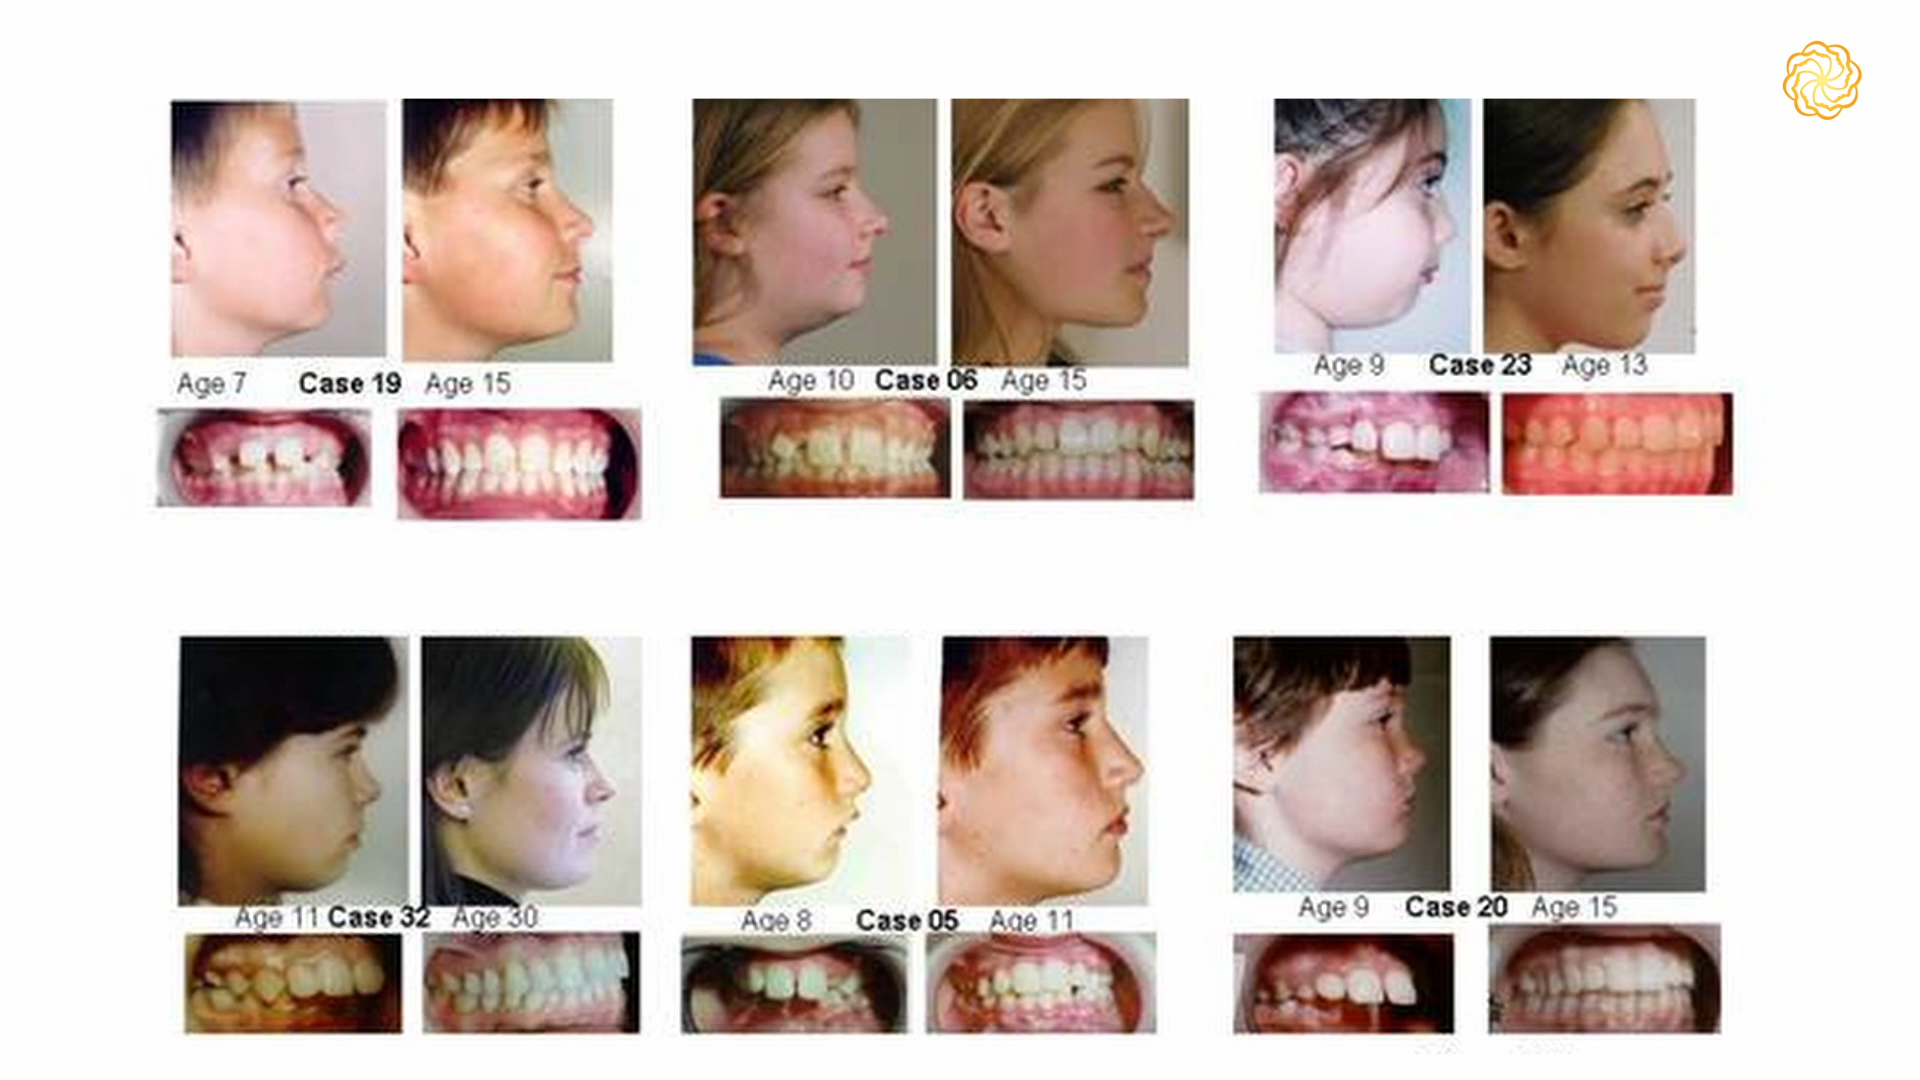 Age 7 Case 19 Age 15
Age 10 Case 06 Age 15
Age 9 Case 23 Age 13
Age 11 Case 32 Age 30
Age 8 Case 05 Age 11
Age 9 Case 20 Age 15